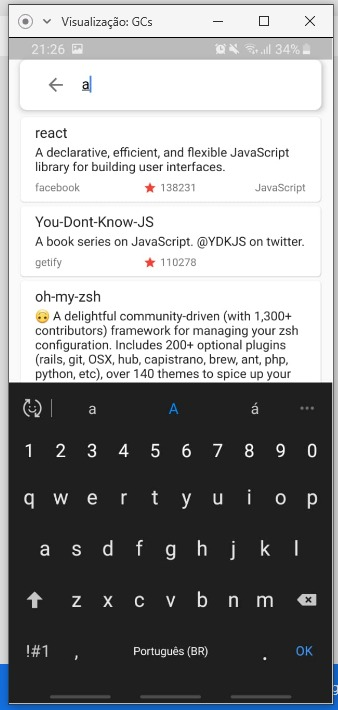 Visualização: GCs
21:26 34%
a
react
A declarative, efficient, and flexible JavaScript
library for building user interfaces.
facebook 138231 JavaScript
You-Dont-Know-JS
A book series on JavaScript. @YDKJS on twitter.
getify 110278
oh-my-zsh
🙃 A delightful community-driven (with 1,300+
contributors) framework for managing your zsh
configuration. Includes 200+ optional plugins
(rails, git, OSX, hub, capistrano, brew, ant, php,
python, etc), over 140 themes to spice up your
a A á
1 2 3 4 5 6 7 8 9 0
q w e r t y u i o p
a s d f g h j k l
z x c v b n m
!#1 , Português (BR) . OK